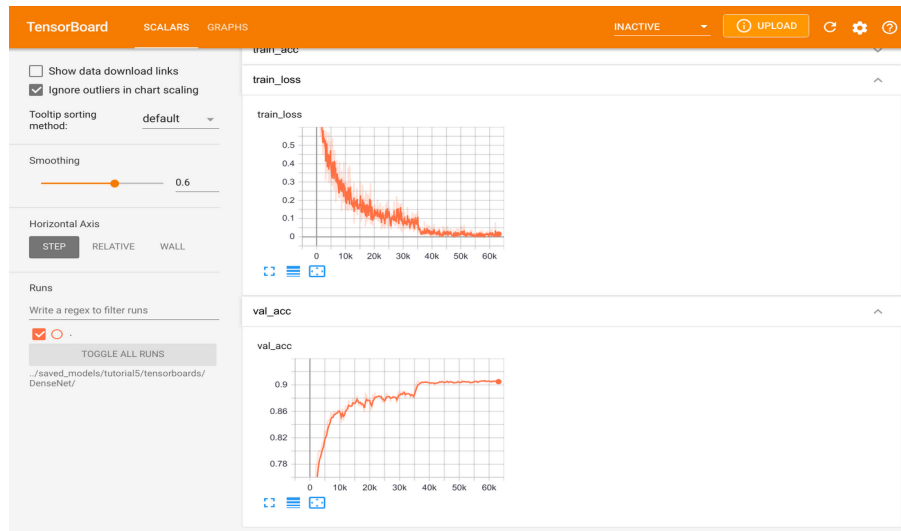 TensorBoard SCALARS GRAPHS INACTIVE UPLOAD
train_acc
Show data download links
Ignore outliers in chart scaling
Tooltip sorting
method:
default
Smoothing
0.6
Horizontal Axis
STEP RELATIVE WALL
Runs
Write a regex to filter runs
.
TOGGLE ALL RUNS
../saved_models/tutorial5/tensorboards/
DenseNet/
train_loss
train_loss
0.5
0.4
0.3
0.2
0.1
0
0 10k 20k 30k 40k 50k 60k
val_acc
val_acc
0.9
0.86
0.82
0.78
0 10k 20k 30k 40k 50k 60k